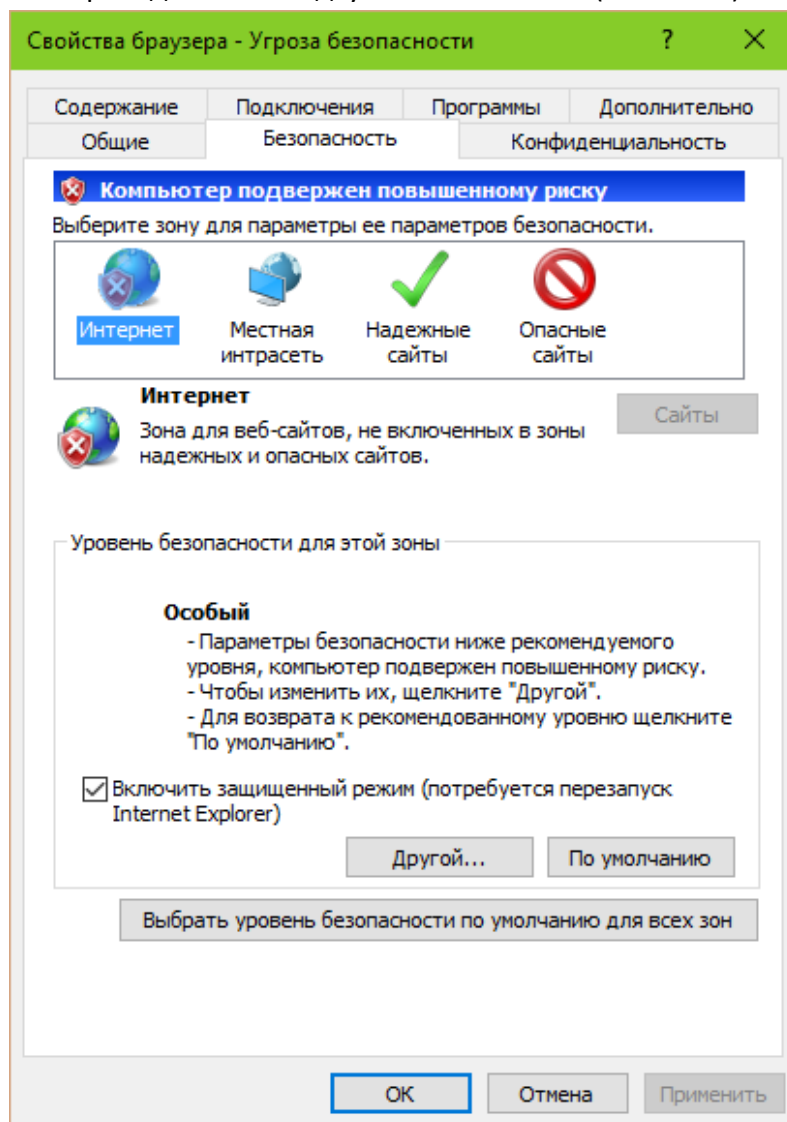 Свойства браузера - Угроза безопасности ? ×
Содержание Подключения Программы Дополнительно
Общие Безопасность Конфиденциальность
Компьютер подвержен повышенному риску
Выберите зону для параметры ее параметров безопасности.
Интернет Местная интрасеть Надежные сайты Опасные сайты
Интернет
Сайты
Зона для веб-сайтов, не включенных в зоны
надежных и опасных сайтов.
Уровень безопасности для этой зоны
Особый
- Параметры безопасности ниже рекомендуемого
уровня, компьютер подвержен повышенному риску.
- Чтобы изменить их, щелкните "Другой".
- Для возврата к рекомендованному уровню щелкните
"По умолчанию".
Включить защищенный режим (потребуется перезапуск
Internet Explorer)
Другой... По умолчанию
Выбрать уровень безопасности по умолчанию для всех зон
ОК Отмена Применить